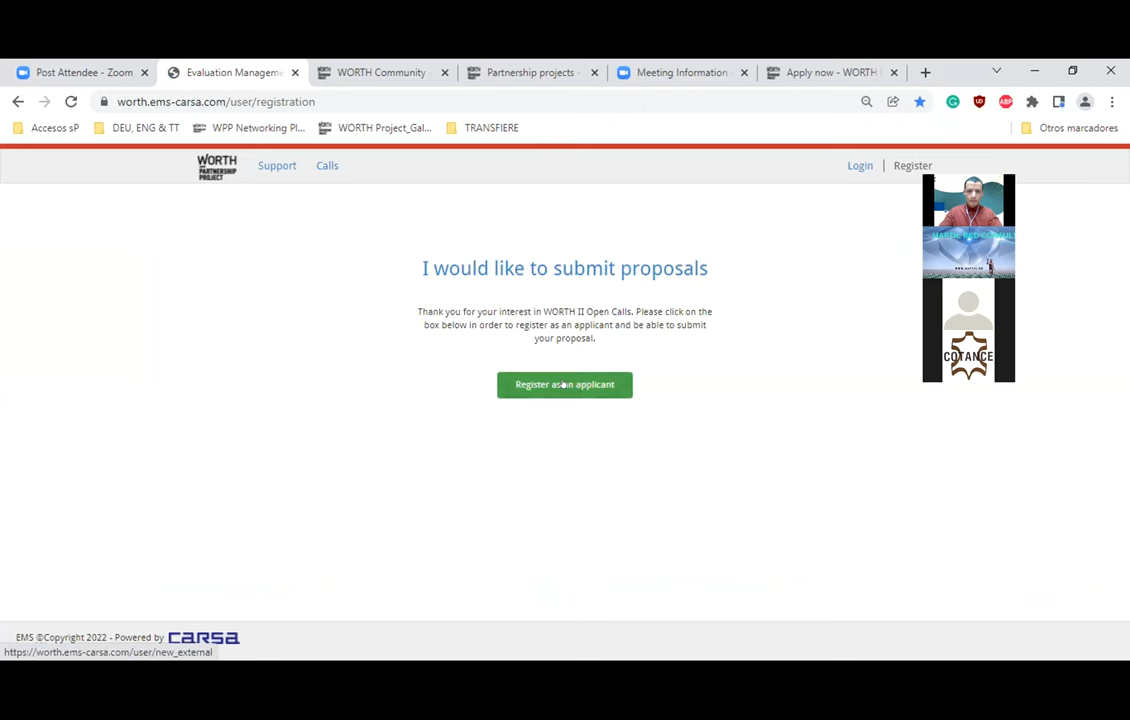 Post Attendee - Zoom
Evaluation Managem
WORTH Community -
Partnership projects -
Meeting Information -
Apply now - WORTH
worth.ems-carsa.com/user/registration
Accesos sP
DEU, ENG & TT
WPP Networking Pl...
WORTH Project_Gal...
TRANSFIERE
Otros marcadores
WORTH
PARTNERSHIP
PROJECT
Support
Calls
Login
Register
I would like to submit proposals
Thank you for your interest in WORTH II Open Calls. Please click on the
box below in order to register as an applicant and be able to submit
your proposal.
Register as an applicant
COTANCE
EMS ©Copyright 2022 - Powered by carsa
https://worth.ems-carsa.com/user/new_external